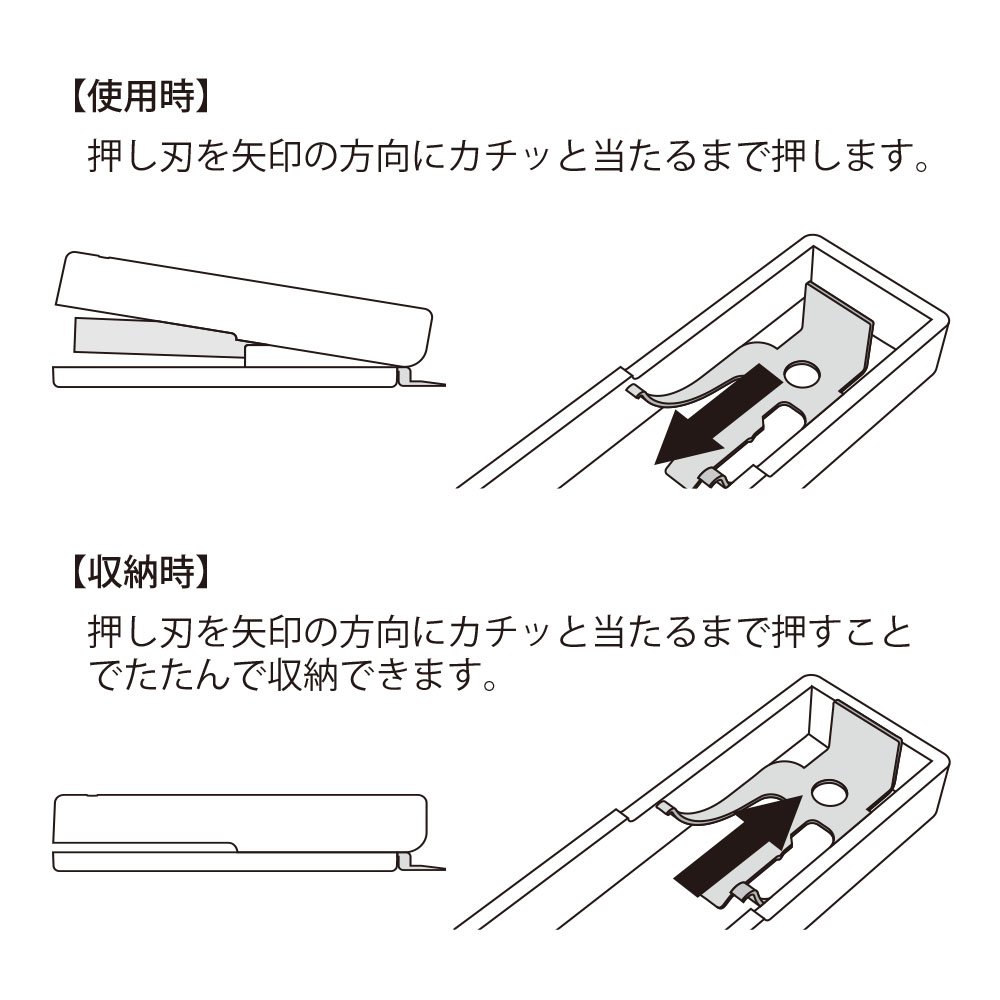 【使用時】
押し刃を矢印の方向にカチッと当たるまで押します。
【収納時】
押し刃を矢印の方向にカチッと当たるまで押すこと
でたたんで収納できます。